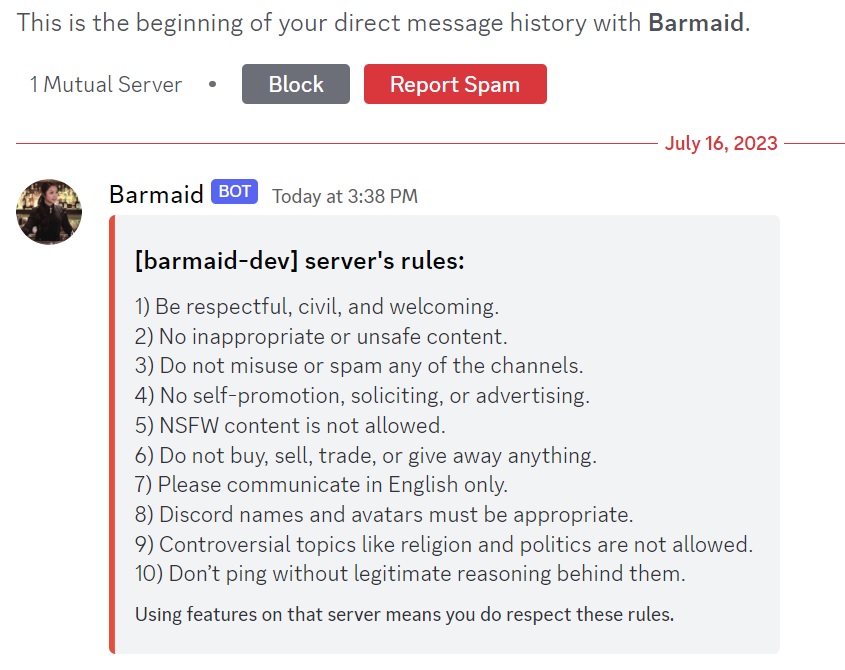 This is the beginning of your direct message history with Barmaid.
1 Mutual Server • Block Report Spam
July 16, 2023
Barmaid BOT Today at 3:38 PM
[barmaid-dev] server's rules:
1) Be respectful, civil, and welcoming.
2) No inappropriate or unsafe content.
3) Do not misuse or spam any of the channels.
4) No self-promotion, soliciting, or advertising.
5) NSFW content is not allowed.
6) Do not buy, sell, trade, or give away anything.
7) Please communicate in English only.
8) Discord names and avatars must be appropriate.
9) Controversial topics like religion and politics are not allowed.
10) Don’t ping without legitimate reasoning behind them.
Using features on that server means you do respect these rules.